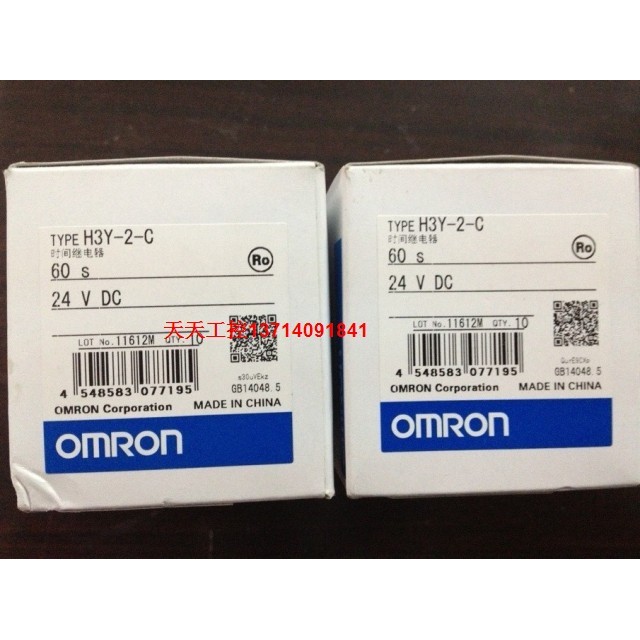 TYPE H3Y-2-C
时间继电器
60 s
Ro
24 V DC
LOT No. 11612M QTY. 10
4 548583 077195
s30uVEkz
GB14048.5
OMRON Corporation MADE IN CHINA
OMRON
TYPE H3Y-2-C
时间继电器
60 s
Ro
24 V DC
LOT No. 11612M QTY. 10
4 548583 077195
GB14048.5
OMRON Corporation MADE IN CHINA
OMRON
天天工控13714091841